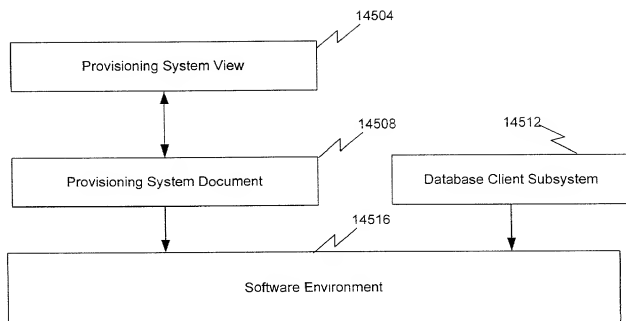 14504
Provisioning System View
14508
14512
Provisioning System Document
Database Client Subsystem
14516
Software Environment